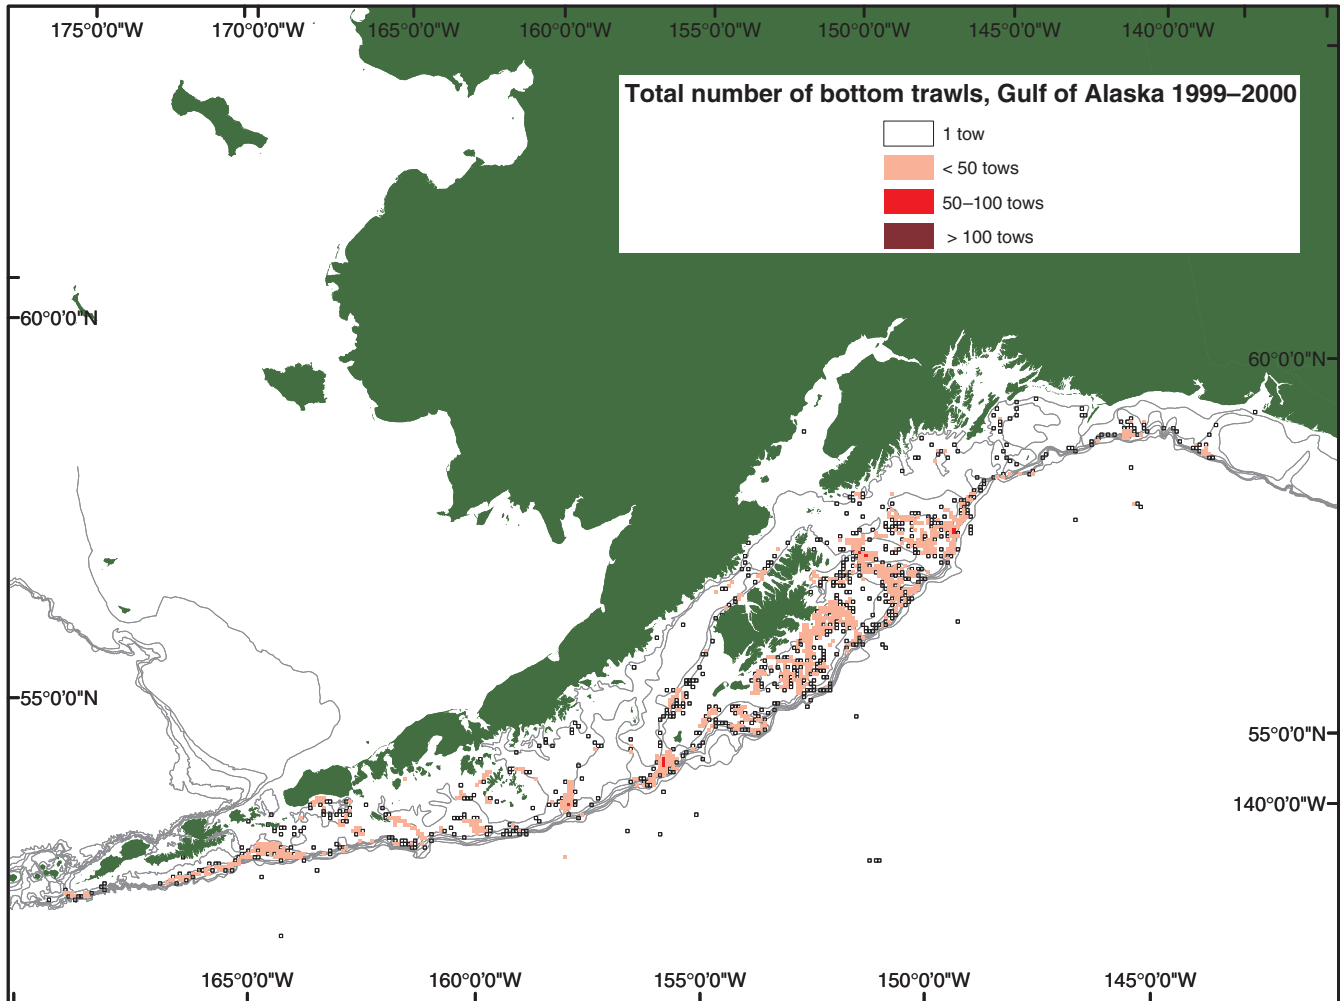 175°0'0"W 170°0'0"W 165°0'0"W 160°0'0"W 155°0'0"W 150°0'0"W 145°0'0"W 140°0'0"W
Total number of bottom trawls, Gulf of Alaska 1999–2000
1 tow
< 50 tows
50–100 tows
> 100 tows
60°0'0"N
60°0'0"N
55°0'0"N
55°0'0"N
140°0'0"W
165°0'0"W 160°0'0"W 155°0'0"W 150°0'0"W 145°0'0"W